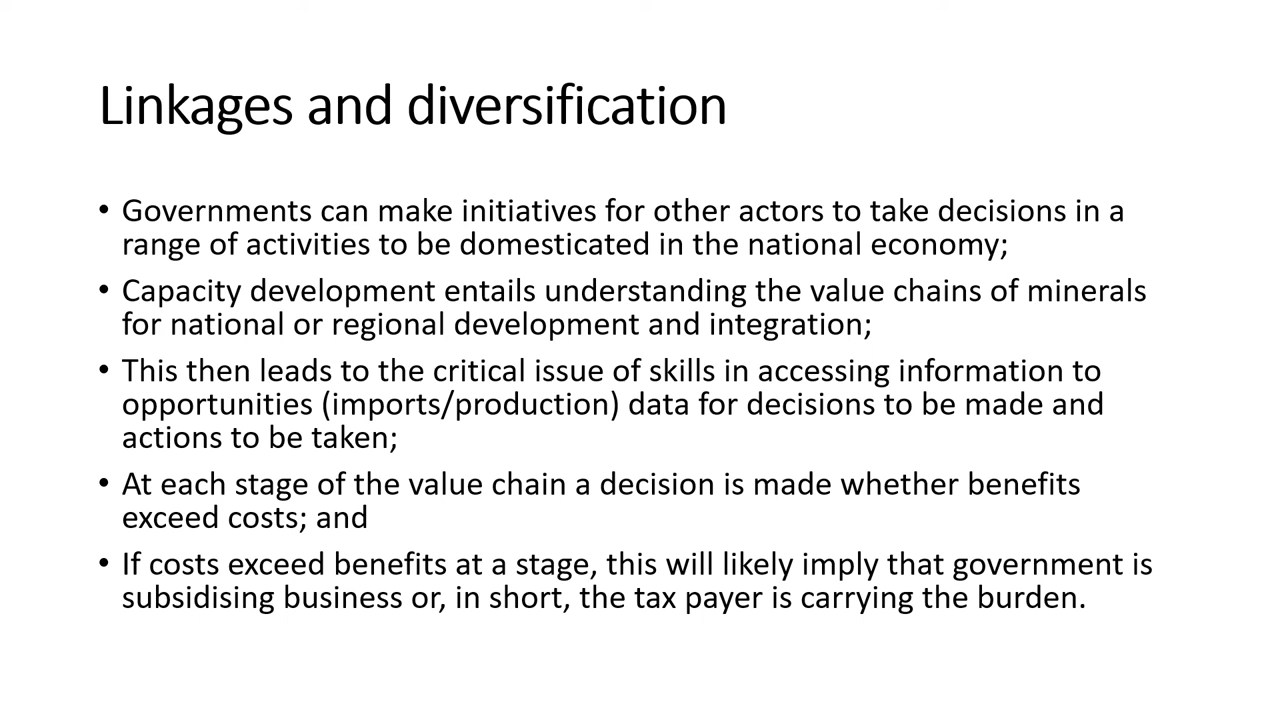 Linkages and diversification
• Governments can make initiatives for other actors to take decisions in a
range of activities to be domesticated in the national economy;
• Capacity development entails understanding the value chains of minerals
for national or regional development and integration;
• This then leads to the critical issue of skills in accessing information to
opportunities (imports/production) data for decisions to be made and
actions to be taken;
• At each stage of the value chain a decision is made whether benefits
exceed costs; and
• If costs exceed benefits at a stage, this will likely imply that government is
subsidising business or, in short, the tax payer is carrying the burden.